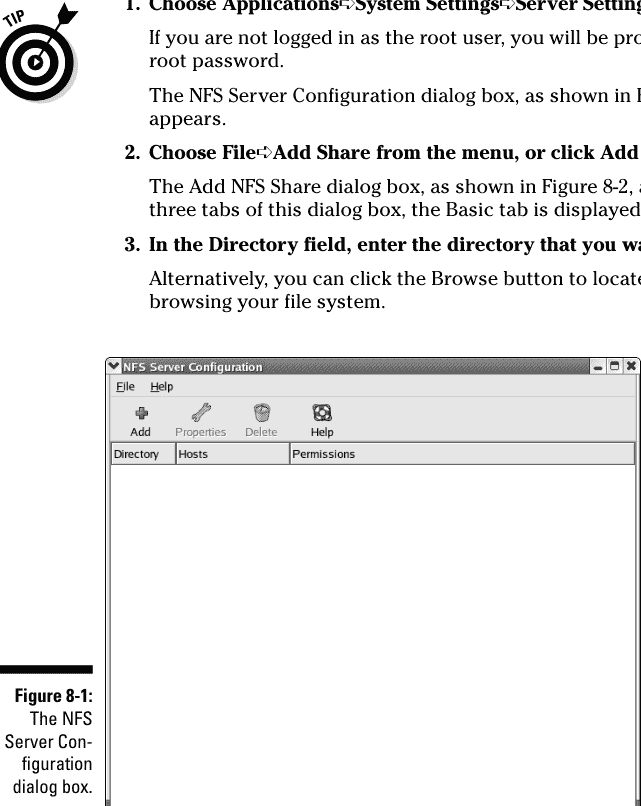 TIP
1. Choose Applications➪System Settings➪Server Setting
If you are not logged in as the root user, you will be pro
root password.
The NFS Server Configuration dialog box, as shown in F
appears.
2. Choose File➪Add Share from the menu, or click Add
The Add NFS Share dialog box, as shown in Figure 8-2, a
three tabs of this dialog box, the Basic tab is displayed
3. In the Directory field, enter the directory that you wa
Alternatively, you can click the Browse button to locate
browsing your file system.
NFS Server Configuration
File Help
Add Properties Delete Help
Directory Hosts Permissions
Figure 8-1:
The NFS
Server Con-
figuration
dialog box.